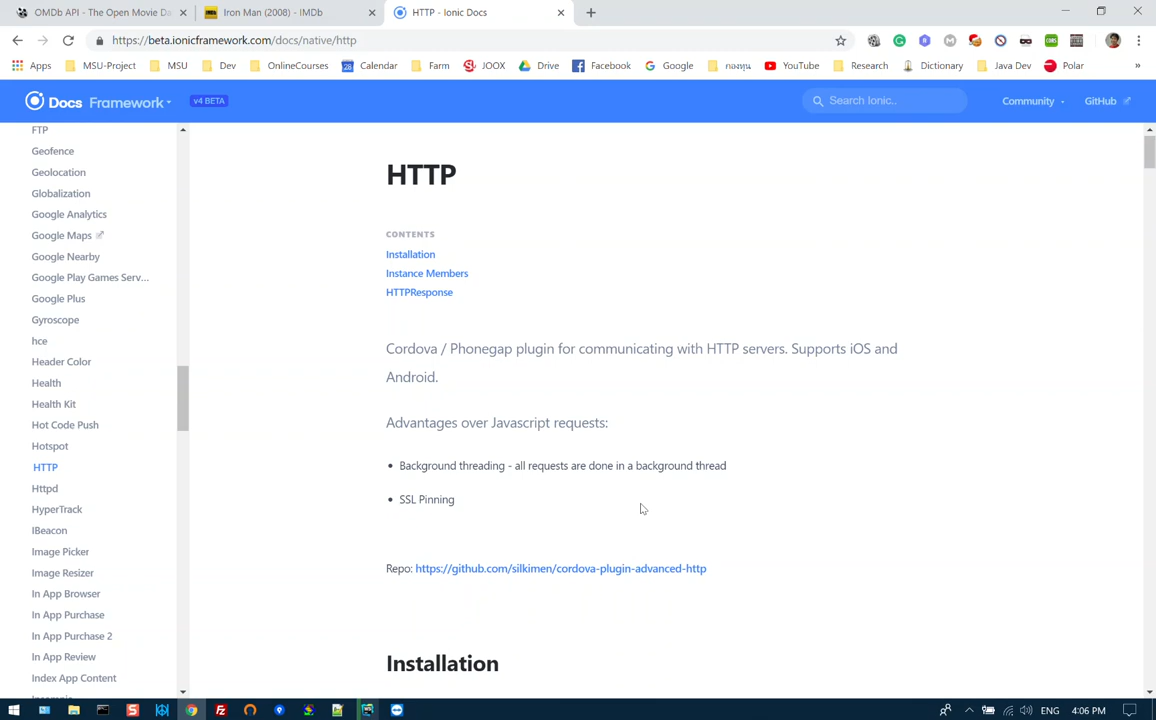 OMDb API - The Open Movie Da
Iron Man (2008) - IMDb
HTTP - Ionic Docs
https://beta.ionicframework.com/docs/native/http
Apps
MSU-Project
MSU
Dev
OnlineCourses
Calendar
Farm
JOOX
Drive
Facebook
Google
กองทุน
YouTube
Research
Dictionary
Java Dev
Polar
»
Docs Framework
v4 BETA
Search Ionic..
Community
GitHub
FTP
Geofence
Geolocation
Globalization
Google Analytics
Google Maps
Google Nearby
Google Play Games Serv...
Google Plus
Gyroscope
hce
Header Color
Health
Health Kit
Hot Code Push
Hotspot
HTTP
Httpd
HyperTrack
IBeacon
Image Picker
Image Resizer
In App Browser
In App Purchase
In App Purchase 2
In App Review
Index App Content
HTTP
CONTENTS
Installation
Instance Members
HTTPResponse
Cordova / Phonegap plugin for communicating with HTTP servers. Supports iOS and
Android.
Advantages over Javascript requests:
• Background threading - all requests are done in a background thread
• SSL Pinning
Repo: https://github.com/silkimen/cordova-plugin-advanced-http
Installation
ENG
4:06 PM